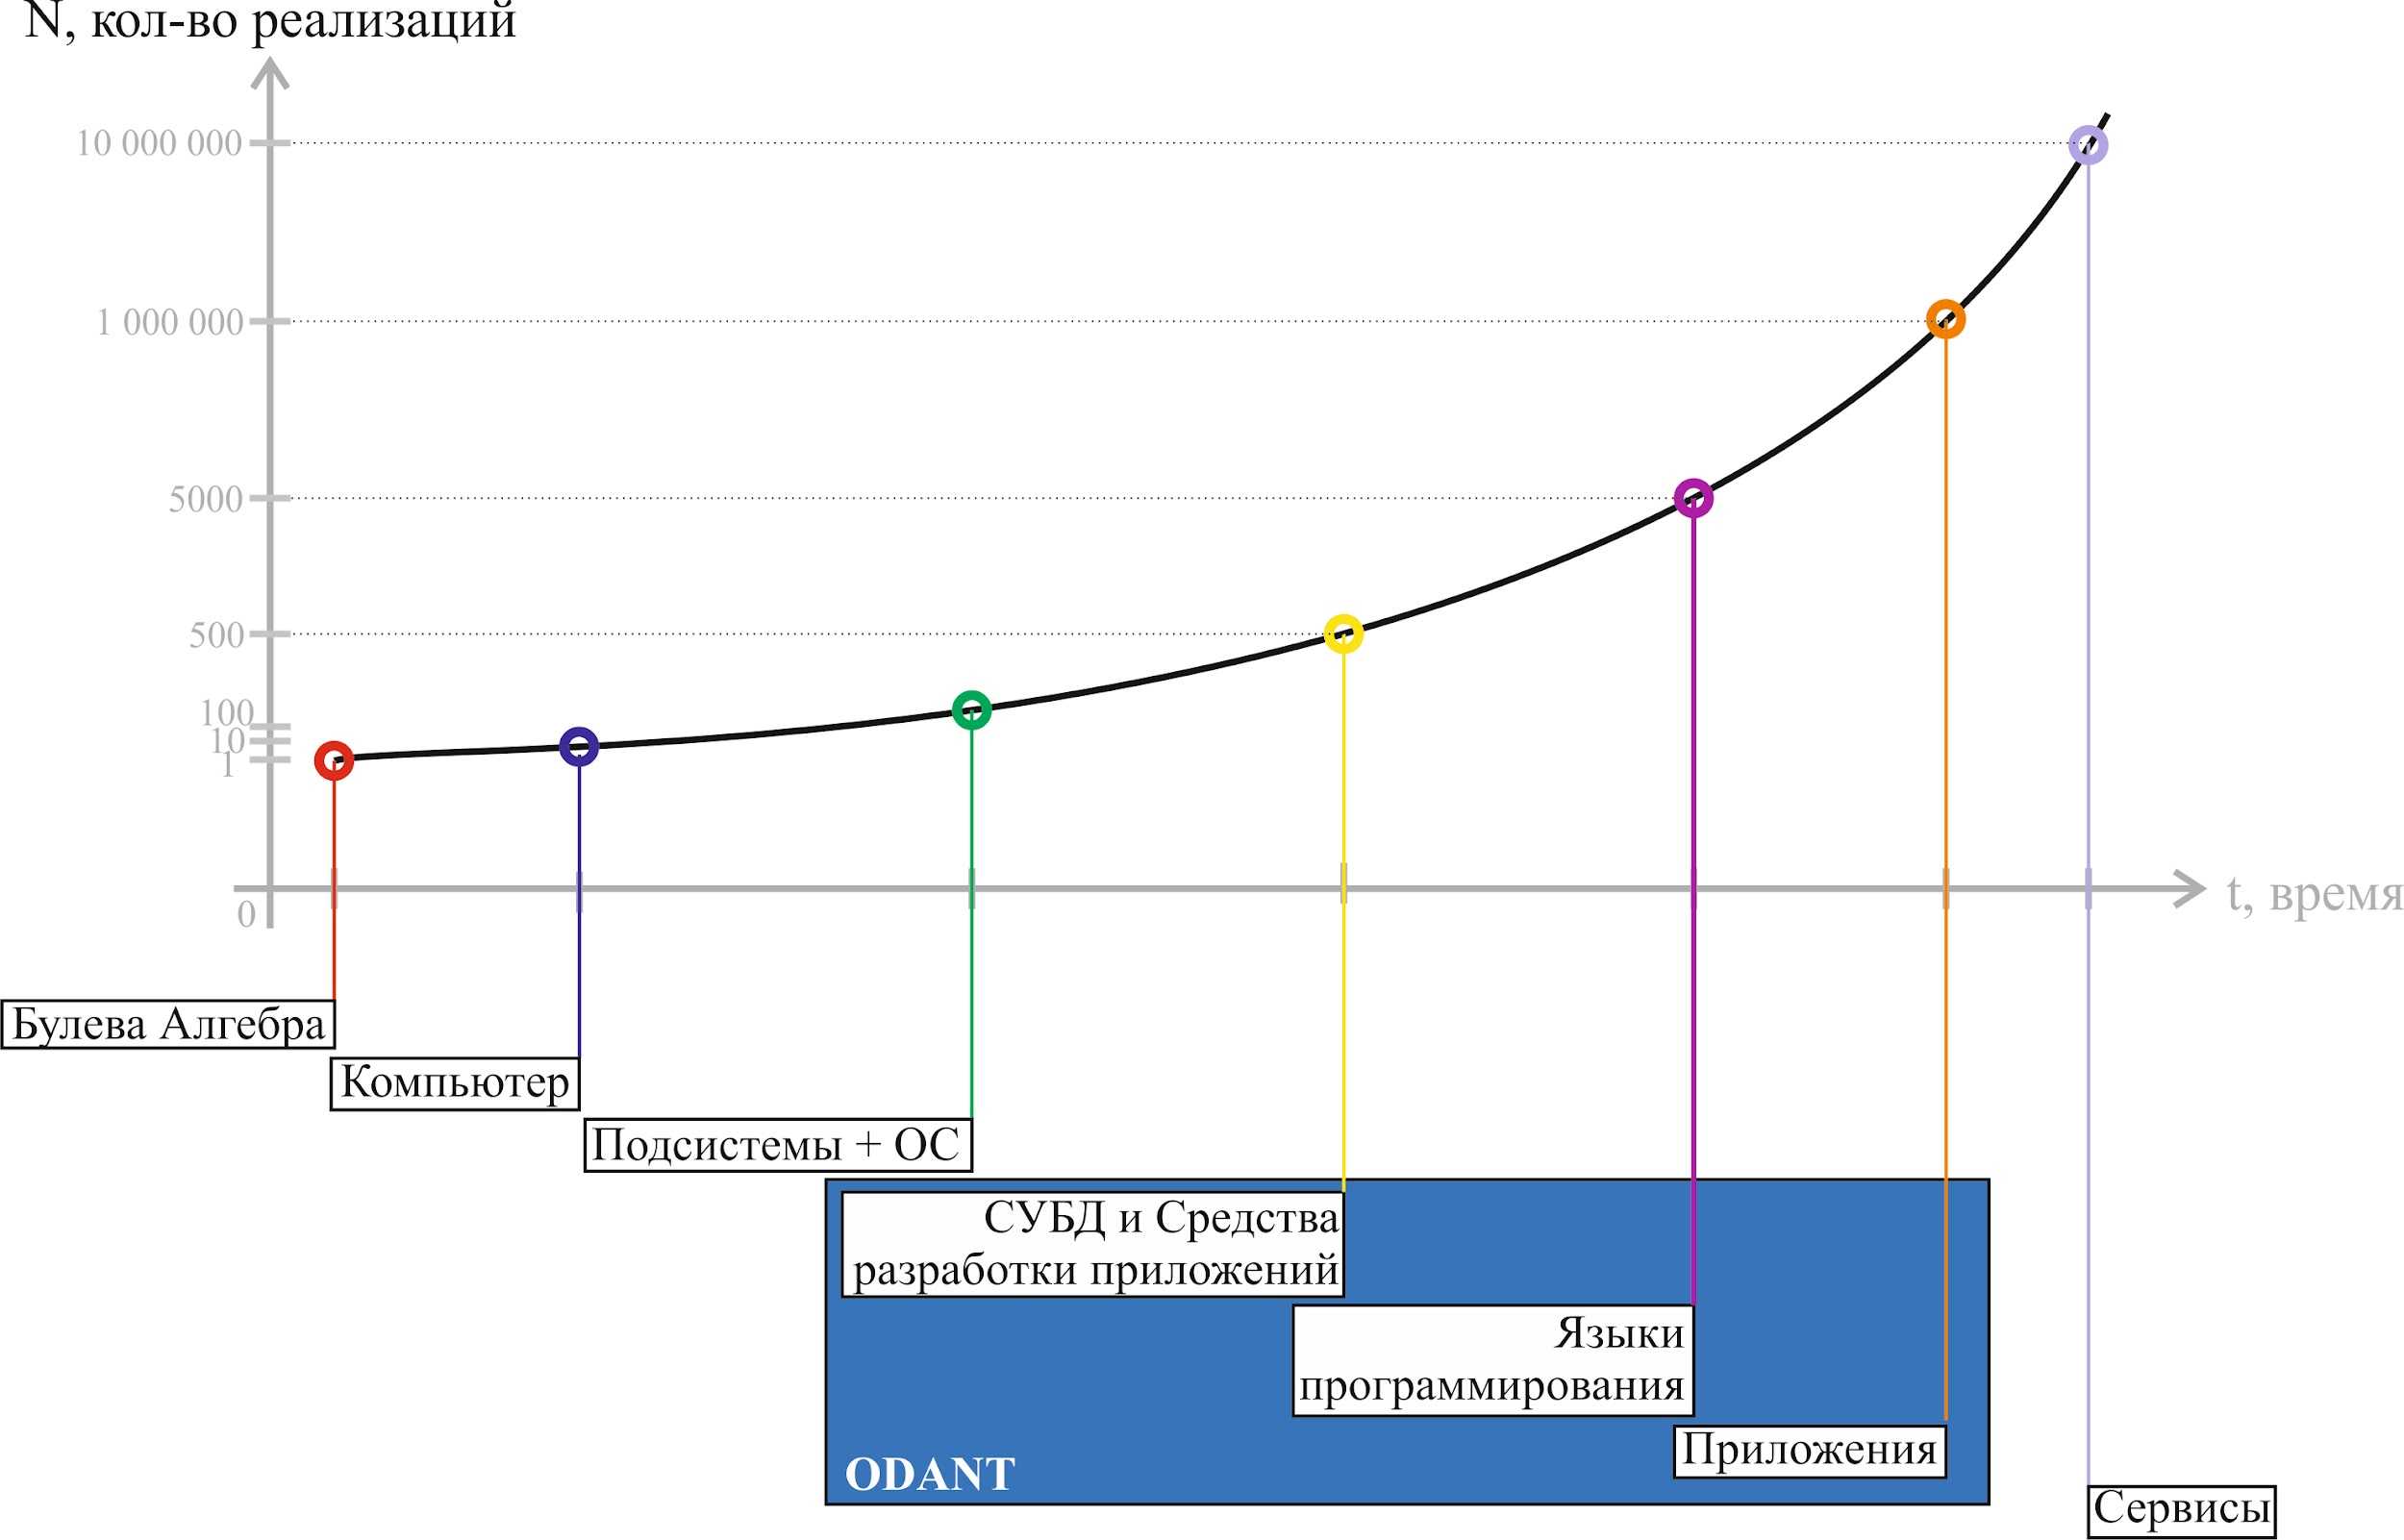 N, кол-во реализаций
10 000 000
1 000 000
5000
500
100
10
1
0
t, время
Булева Алгебра
Компьютер
Подсистемы + ОС
СУБД и Средства
разработки приложений
Языки
программирования
Приложения
ODANT
Сервисы